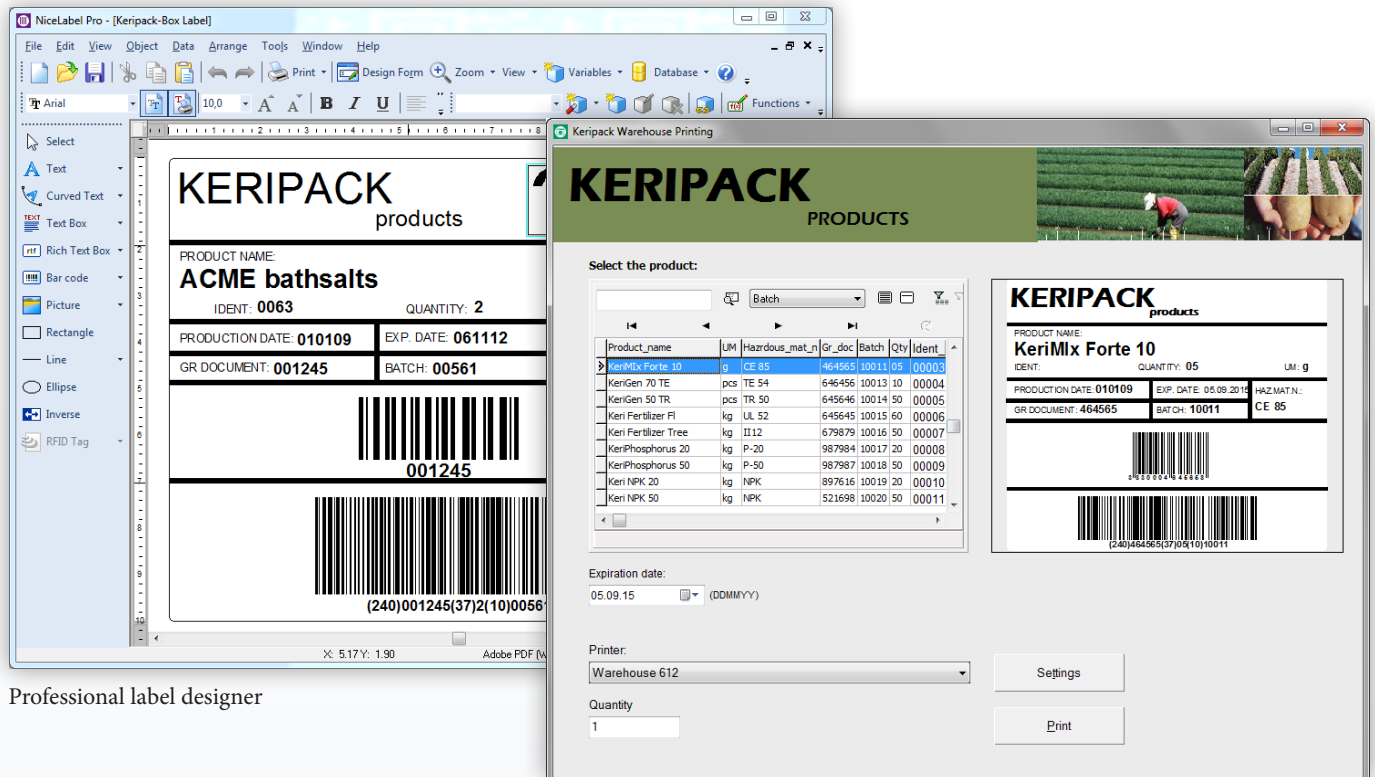 NiceLabel Pro - [Keripack-Box Label]
File Edit View Object Data Arrange Tools Window Help
Print Design Form Zoom View Variables Database
Arial 10,0 B I U Functions
Select
Text
Curved Text
Text Box
Rich Text Box
Bar code
Picture
Rectangle
Line
Ellipse
Inverse
RFID Tag
KERIPACK
products
PRODUCT NAME:
ACME bathsalts
IDENT: 0063 QUANTITY: 2
PRODUCTION DATE: 010109 EXP. DATE: 061112
GR DOCUMENT: 001245 BATCH: 00561
001245
(240)001245(37)2(10)00561
X: 5.17 Y: 1.90 Adobe PDF
Professional label designer
Keripack Warehouse Printing
KERIPACK
PRODUCTS
Select the product:
Batch
Product_name UM Hazrdous_mat_n Gr_doc Batch Qty Ident_
KeriMIx Forte 10 g CE 85 464565 10011 05 00003
KeriGen 70 TE pcs TE 54 646456 10013 10 00004
KeriGen 50 TR pcs TR 50 645646 10014 50 00005
Keri Fertilizer Fl kg UL 52 645645 10015 60 00006
Keri Fertilizer Tree kg II12 679879 10016 50 00007
KeriPhosphorus 20 kg P-20 987984 10017 20 00008
KeriPhosphorus 50 kg P-50 987987 10018 50 00009
Keri NPK 20 kg NPK 897616 10019 20 00010
Keri NPK 50 kg NPK 521698 10020 50 00011
KERIPACK
products
PRODUCT NAME:
KeriMIx Forte 10
IDENT: QUANTITY: 05 UM: g
PRODUCTION DATE: 010109 EXP. DATE: 05.09.2015 HAZ.MAT.N.:
GR DOCUMENT: 464565 BATCH: 10011 CE 85
(240)464565(37)05(10)10011
Expiration date:
05.09.15 (DDMMYY)
Printer:
Warehouse 612
Settings
Quantity
1
Print